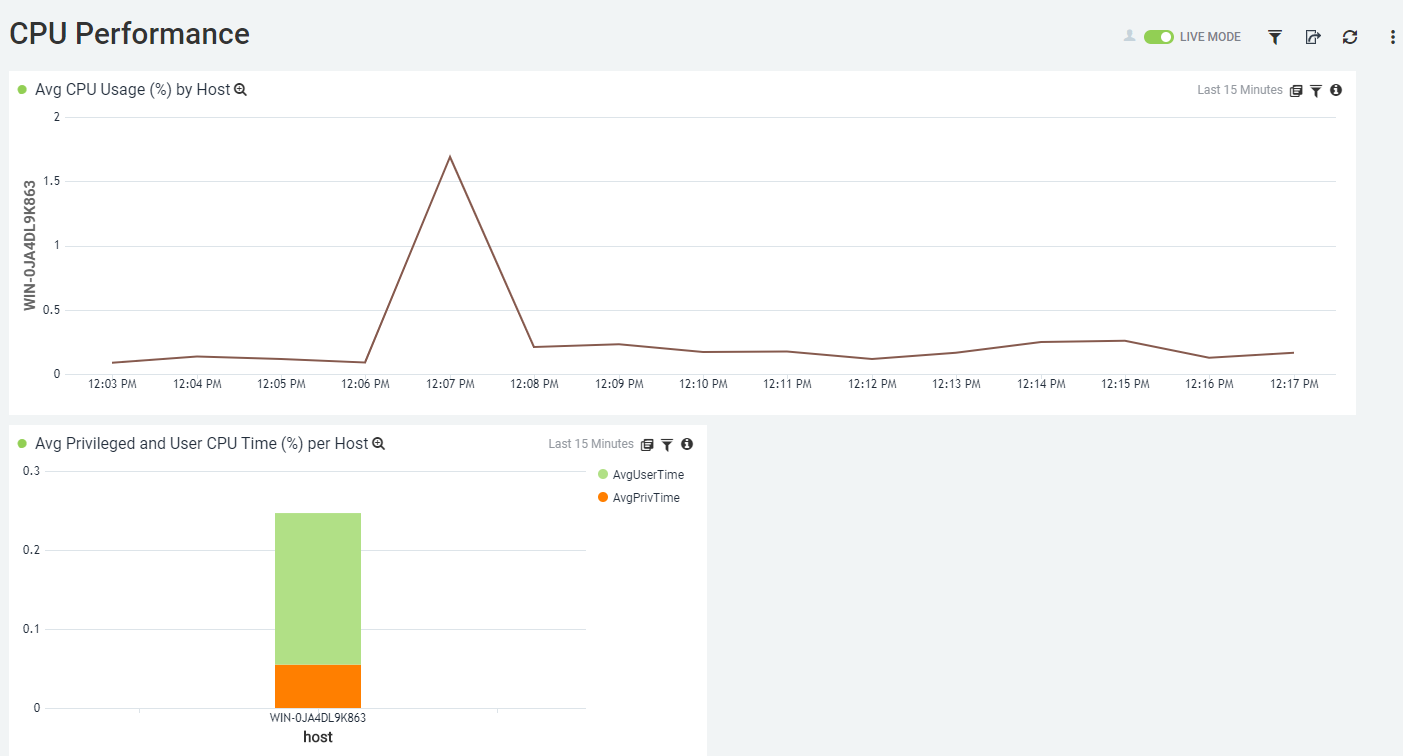 CPU Performance
LIVE MODE
Avg CPU Usage (%) by Host
Last 15 Minutes
2
1.5
1
0.5
0
WIN-0JA4DL9K863
12:03 PM 12:04 PM 12:05 PM 12:06 PM 12:07 PM 12:08 PM 12:09 PM 12:10 PM 12:11 PM 12:12 PM 12:13 PM 12:14 PM 12:15 PM 12:16 PM 12:17 PM
Avg Privileged and User CPU Time (%) per Host
Last 15 Minutes
0.3
0.2
0.1
0
AvgUserTime
AvgPrivTime
WIN-0JA4DL9K863
host